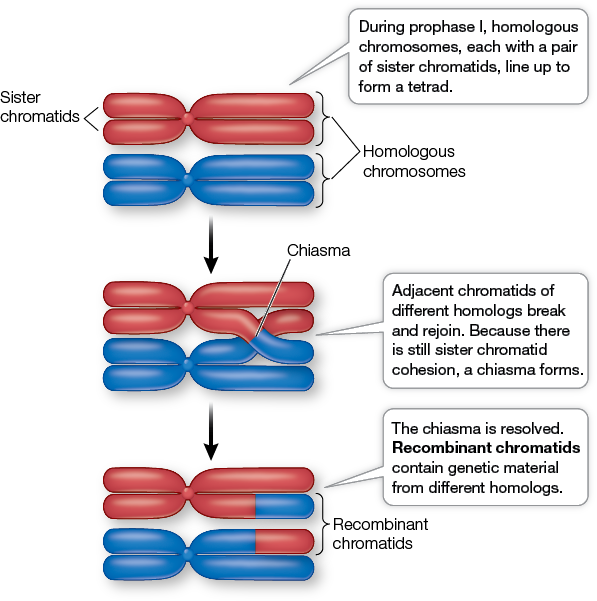 During prophase I, homologous
chromosomes, each with a pair
of sister chromatids, line up to
form a tetrad.
Sister
chromatids
Homologous
chromosomes
Chiasma
Adjacent chromatids of
different homologs break
and rejoin. Because there
is still sister chromatid
cohesion, a chiasma forms.
The chiasma is resolved.
Recombinant chromatids
contain genetic material
from different homologs.
Recombinant
chromatids